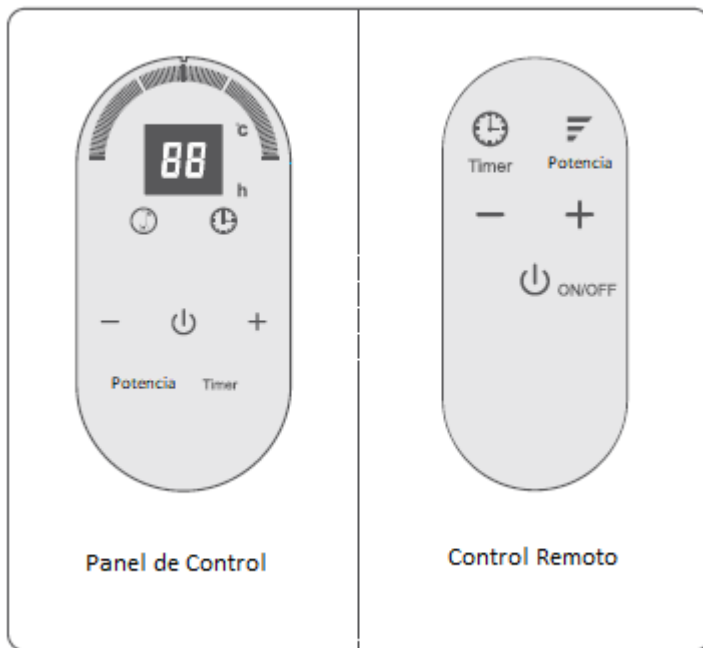 °C
88
h
Potencia Timer
Panel de Control
Timer Potencia
ON/OFF
Control Remoto